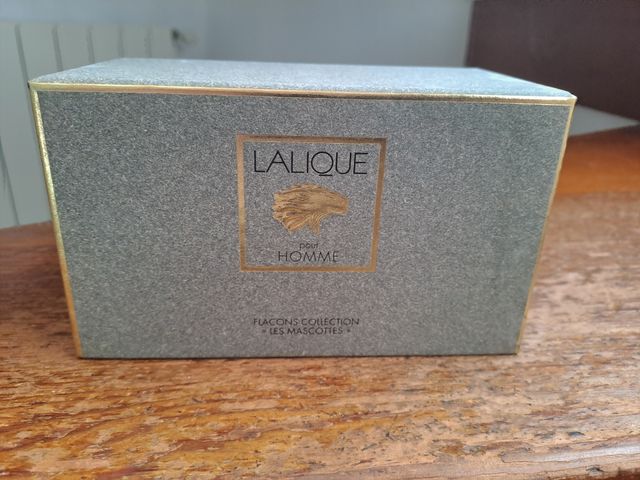 LALIQUE
pour
HOMME
FLACONS COLLECTION
« LES MASCOTTES »